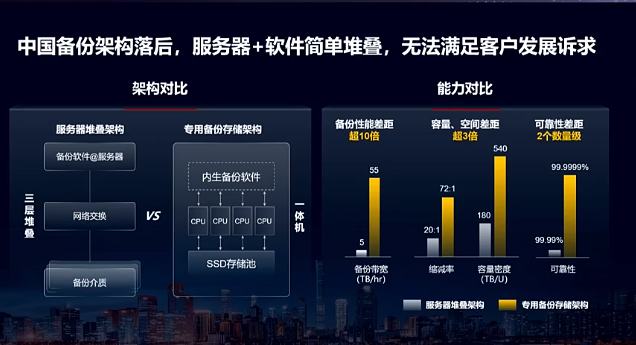 中国备份架构落后，服务器+软件简单堆叠，无法满足客户发展诉求
架构对比
服务器堆叠架构
专用备份存储架构
三层堆叠
备份软件@服务器
网络交换
备份介质
VS
内生备份软件
CPU CPU CPU CPU
SSD存储池
一体机
能力对比
备份性能差距
超10倍
容量、空间差距
超3倍
可靠性差距
2个数量级
5
55
20:1
72:1
180
540
99.99%
99.9999%
备份带宽
(TB/hr)
缩减率
容量密度
(TB/U)
可靠性
服务器堆叠架构
专用备份存储架构